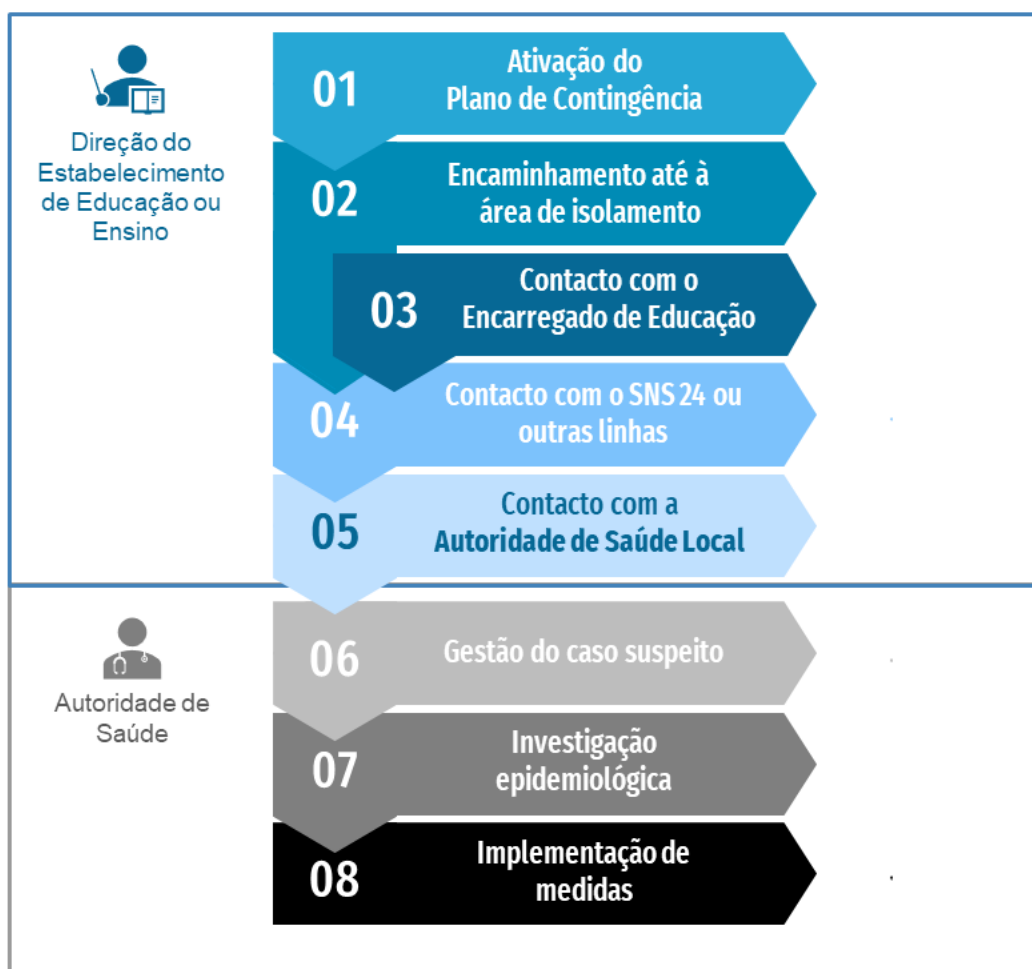 Direção do
Estabelecimento
de Educação ou
Ensino
01
Ativação do
Plano de Contingência
02
Encaminhamento até à
área de isolamento
03
Contacto com o
Encarregado de Educação
04
Contacto com o SNS 24 ou
outras linhas
05
Contacto com a
Autoridade de Saúde Local
Autoridade de
Saúde
06
Gestão do caso suspeito
07
Investigação
epidemiológica
08
Implementação de
medidas